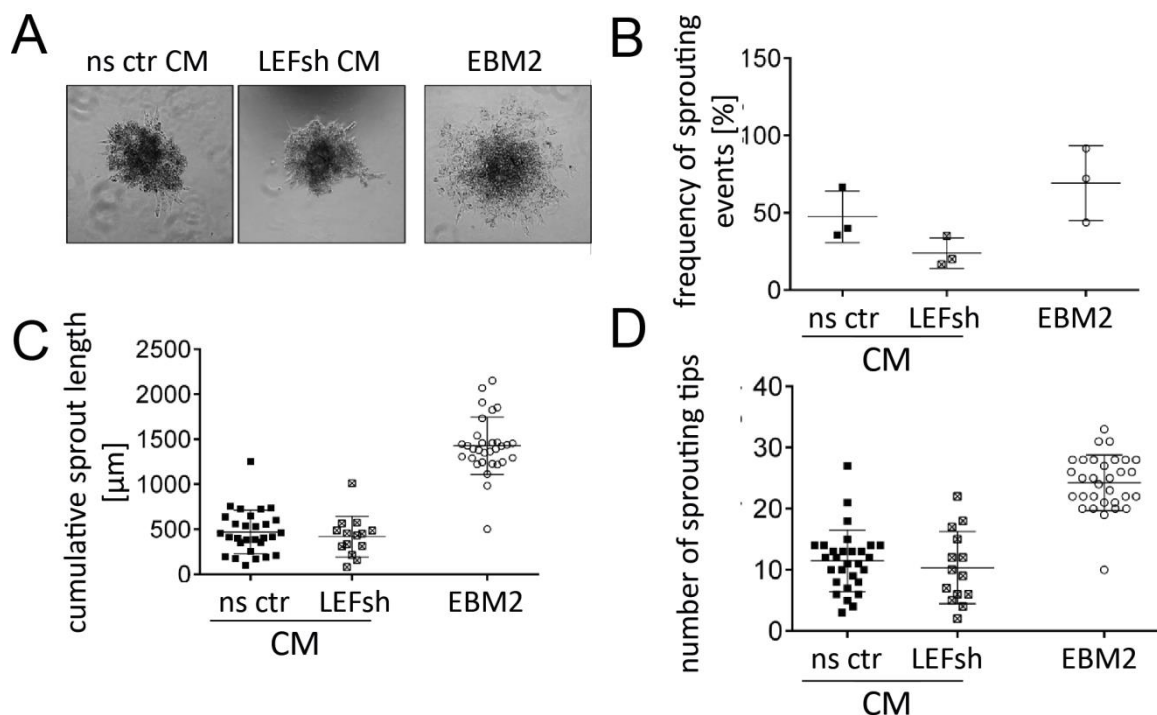 A
ns ctr CM
LEFsh CM
EBM2
B
frequency of sprouting
events [%]
150
100
50
0
ns ctr
LEFsh
EBM2
CM
C
cumulative sprout length
[µm]
2500
2000
1500
1000
500
0
ns ctr
LEFsh
EBM2
CM
D
number of sprouting tips
40
30
20
10
0
ns ctr
LEFsh
EBM2
CM